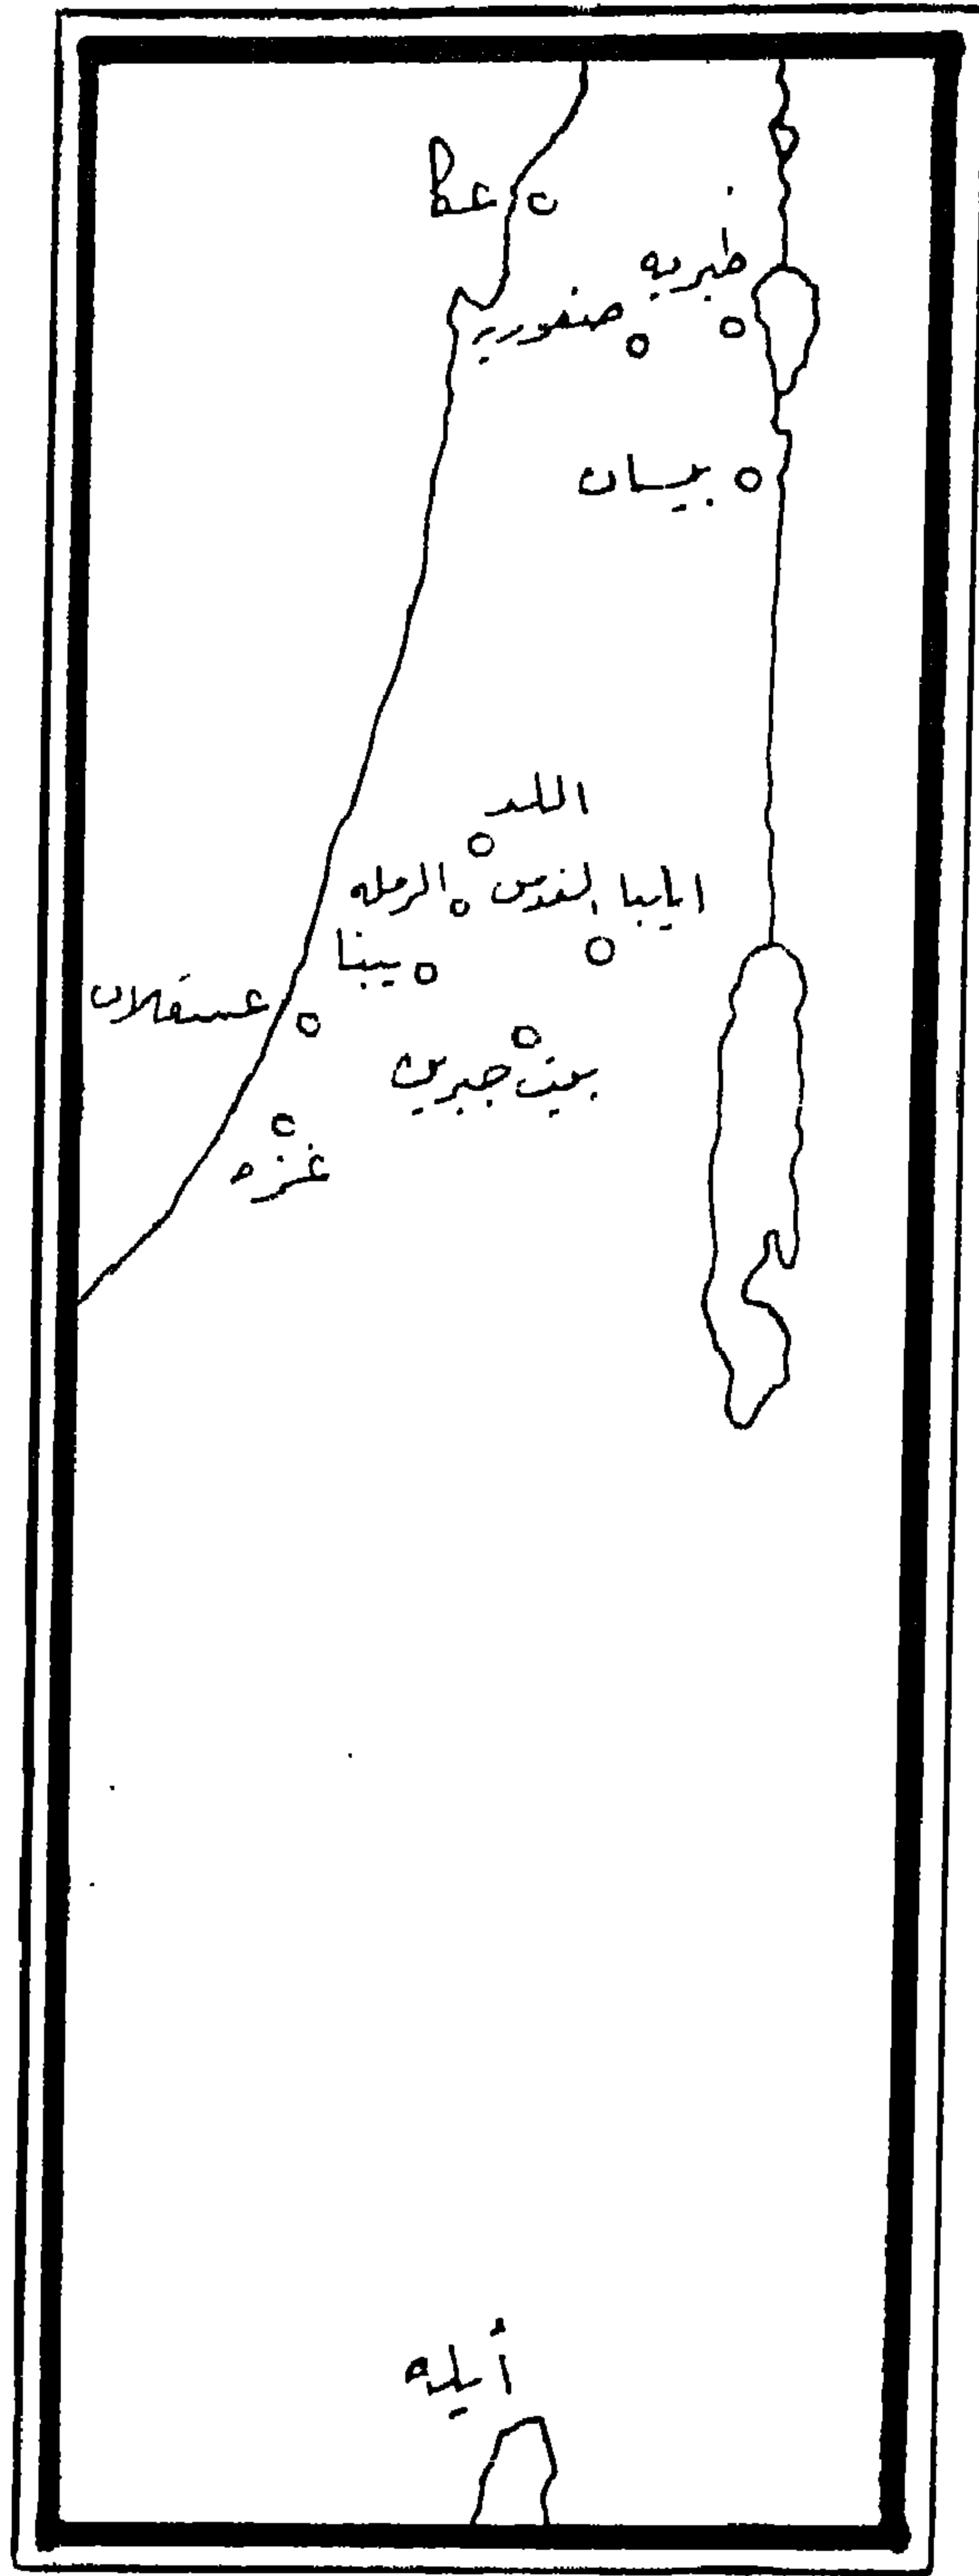 عكا
طبريه
صفوريه
بيسان
اللد
ايليا القدس
الرمله
يبنا
عسقلان
بيت جبرين
غزه
أيله